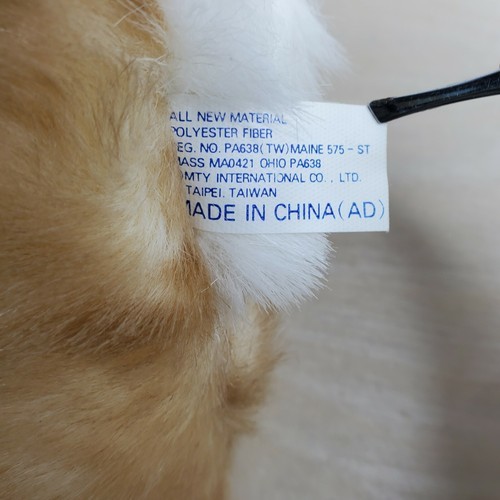 ALL NEW MATERIAL
POLYESTER FIBER
EG. NO. PA638(TW)MAINE 575-ST
MASS MA0421 OHIO PA638
OMTY INTERNATIONAL CO., LTD.
TAIPEI. TAIWAN
MADE IN CHINA(AD)